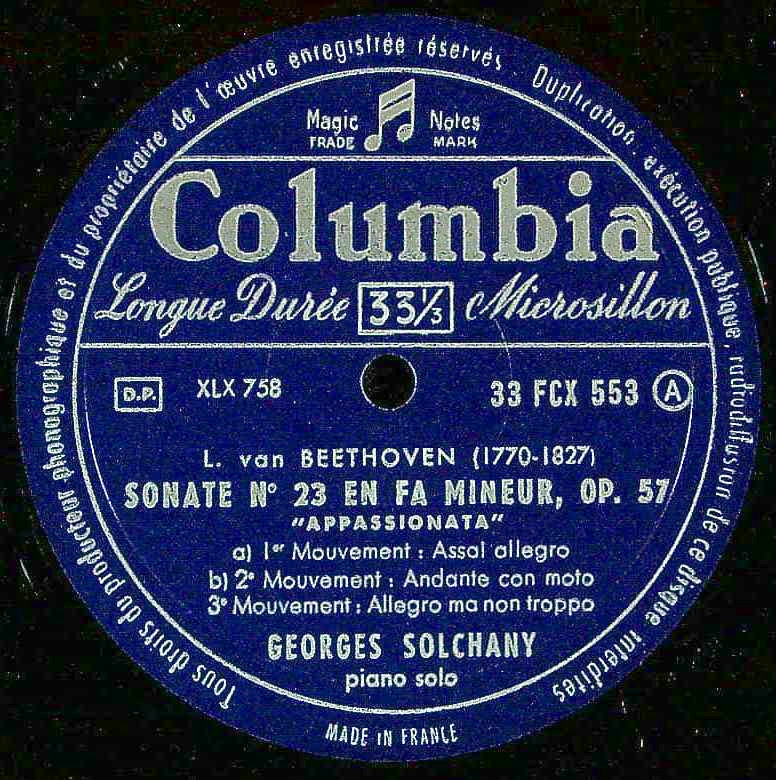 Tous droits du producteur phonographique et du propriétaire de l'œuvre enregistrée réservés. Duplication, exécution publique, radiodiffusion de ce disque interdites
Magic Notes
TRADE MARK
Columbia
Longue Durée 33⅓ Microsillon
D.P. XLX 758 33 FCX 553 A
L. van BEETHOVEN (1770-1827)
SONATE Nº 23 EN FA MINEUR, OP. 57
"APPASSIONATA"
a) 1er Mouvement : Assai allegro
b) 2e Mouvement : Andante con moto
3e Mouvement : Allegro ma non troppo
GEORGES SOLCHANY
piano solo
MADE IN FRANCE